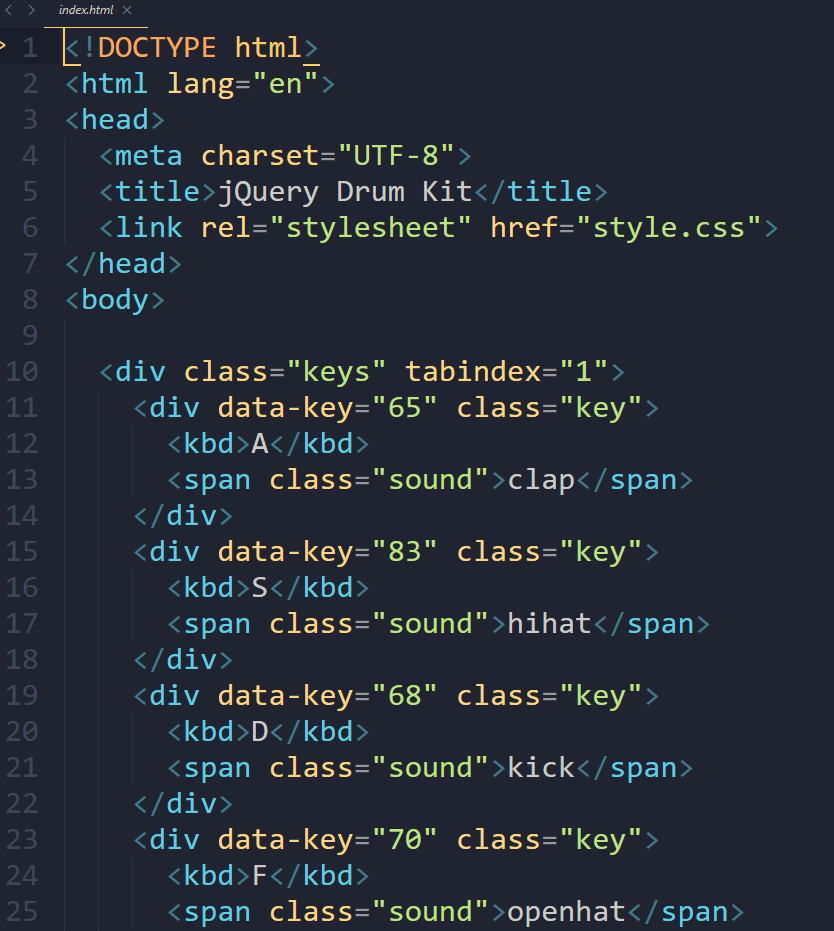 index.html ×
1 <!DOCTYPE html>
2 <html lang="en">
3 <head>
4   <meta charset="UTF-8">
5   <title>jQuery Drum Kit</title>
6   <link rel="stylesheet" href="style.css">
7 </head>
8 <body>
9
10   <div class="keys" tabindex="1">
11     <div data-key="65" class="key">
12       <kbd>A</kbd>
13       <span class="sound">clap</span>
14     </div>
15     <div data-key="83" class="key">
16       <kbd>S</kbd>
17       <span class="sound">hihat</span>
18     </div>
19     <div data-key="68" class="key">
20       <kbd>D</kbd>
21       <span class="sound">kick</span>
22     </div>
23     <div data-key="70" class="key">
24       <kbd>F</kbd>
25       <span class="sound">openhat</span>